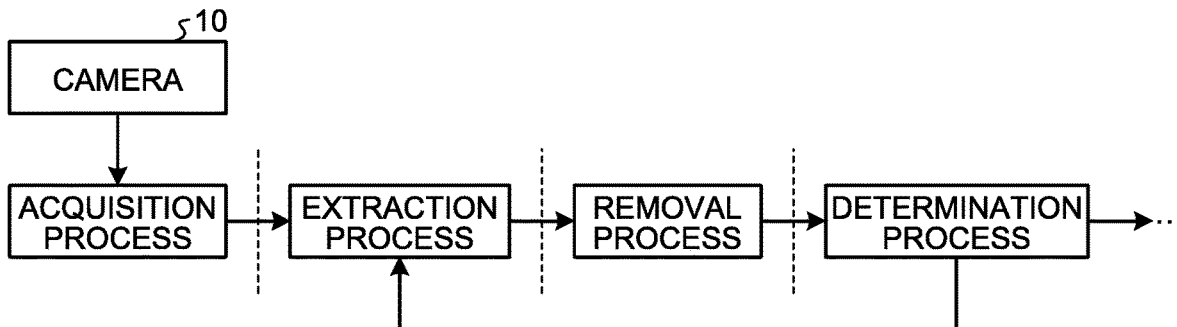 10
CAMERA
ACQUISITION
PROCESS
EXTRACTION
PROCESS
REMOVAL
PROCESS
DETERMINATION
PROCESS